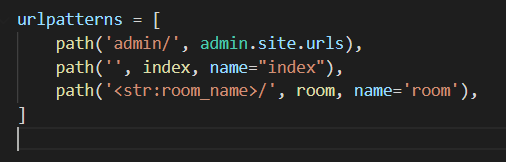 urlpatterns = [
    path('admin/', admin.site.urls),
    path('', index, name="index"),
    path('<str:room_name>/', room, name='room'),
]